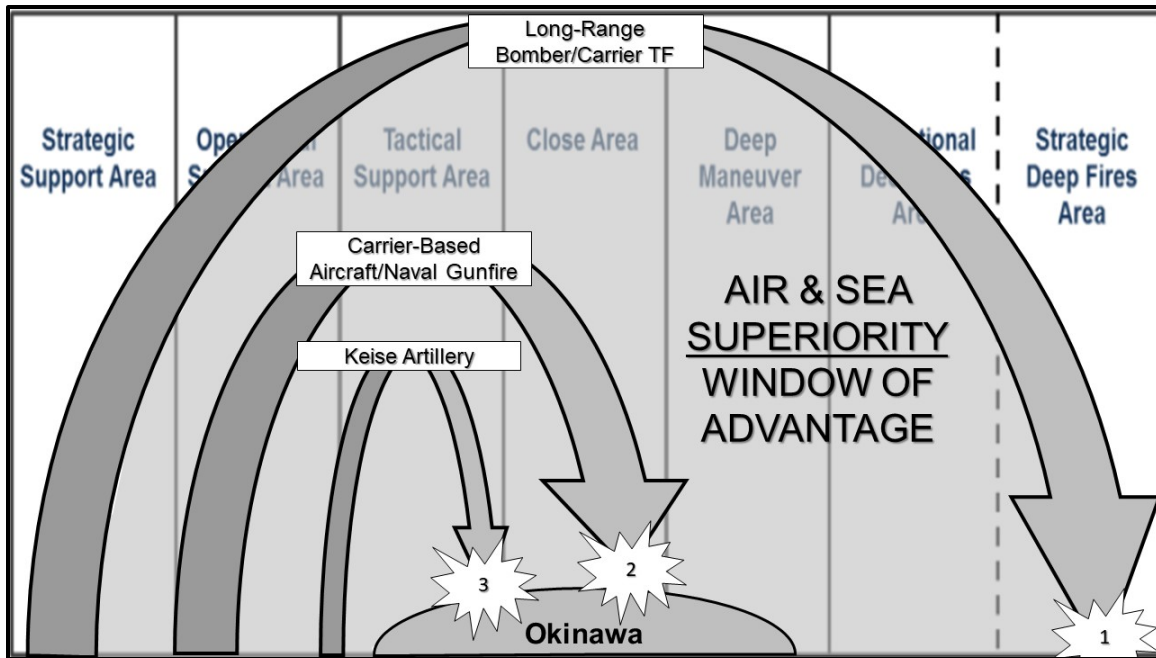 Long-Range
Bomber/Carrier TF
Strategic
Support Area
Tactical
Support Area
Close Area
Deep
Maneuver
Area
Strategic
Deep Fires
Area
Carrier-Based
Aircraft/Naval Gunfire
Keise Artillery
AIR & SEA
SUPERIORITY
WINDOW OF
ADVANTAGE
3
2
1
Okinawa